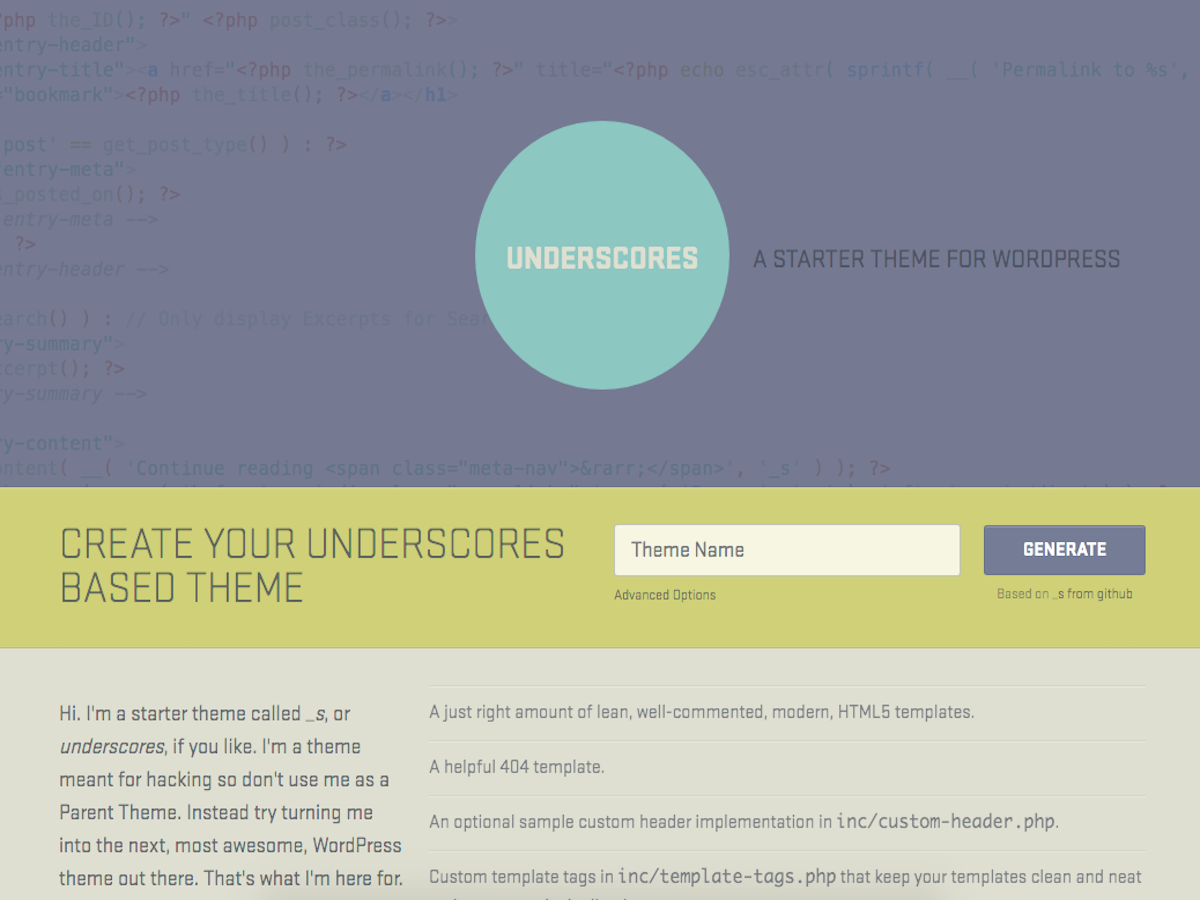 <?php the_ID(); ?>" <?php post_class(); ?>>
entry-header">
entry-title"><a href="<?php the_permalink(); ?>" title="<?php echo esc_attr( sprintf( __( 'Permalink to %s',
="bookmark"><?php the_title(); ?></a></h1>
post' == get_post_type() ) : ?>
entry-meta">
_posted_on(); ?>
entry-meta -->
?>
entry-header -->
earch() ) : // Only display Excerpts for Sear
ry-summary">
xcerpt(); ?>
ry-summary -->
ry-content">
ontent( __( 'Continue reading <span class="meta-nav">&rarr;</span>', '_s' ) ); ?>
UNDERSCORES
A STARTER THEME FOR WORDPRESS
CREATE YOUR UNDERSCORES
BASED THEME
Theme Name
GENERATE
Advanced Options
Based on _s from github
Hi. I'm a starter theme called _s, or
underscores, if you like. I'm a theme
meant for hacking so don't use me as a
Parent Theme. Instead try turning me
into the next, most awesome, WordPress
theme out there. That's what I'm here for.
A just right amount of lean, well-commented, modern, HTML5 templates.
A helpful 404 template.
An optional sample custom header implementation in inc/custom-header.php.
Custom template tags in inc/template-tags.php that keep your templates clean and neat